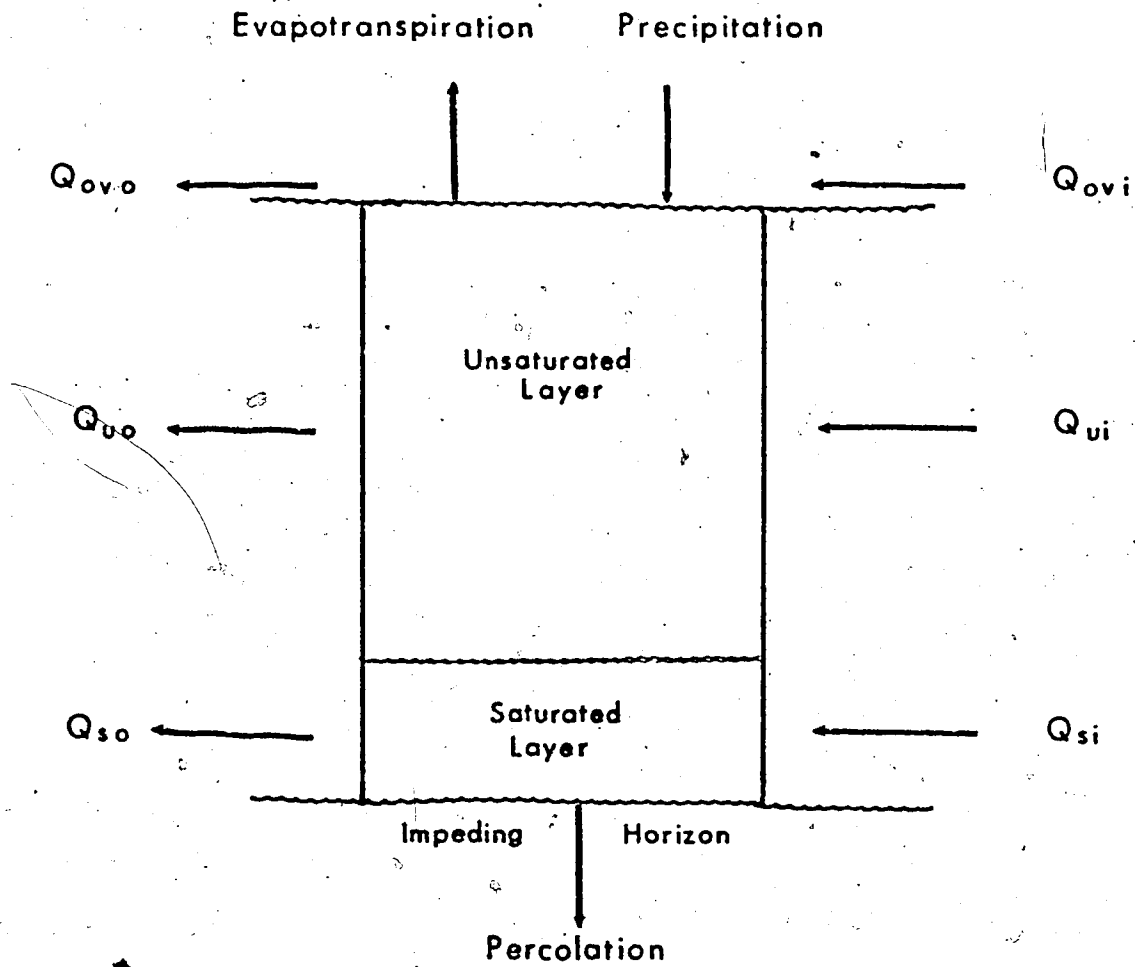 Evapotranspiration Precipitation
Qovo Qovi
Unsaturated
Layer
Quo Qui
Saturated
Layer
Qso Qsi
Impeding Horizon
Percolation